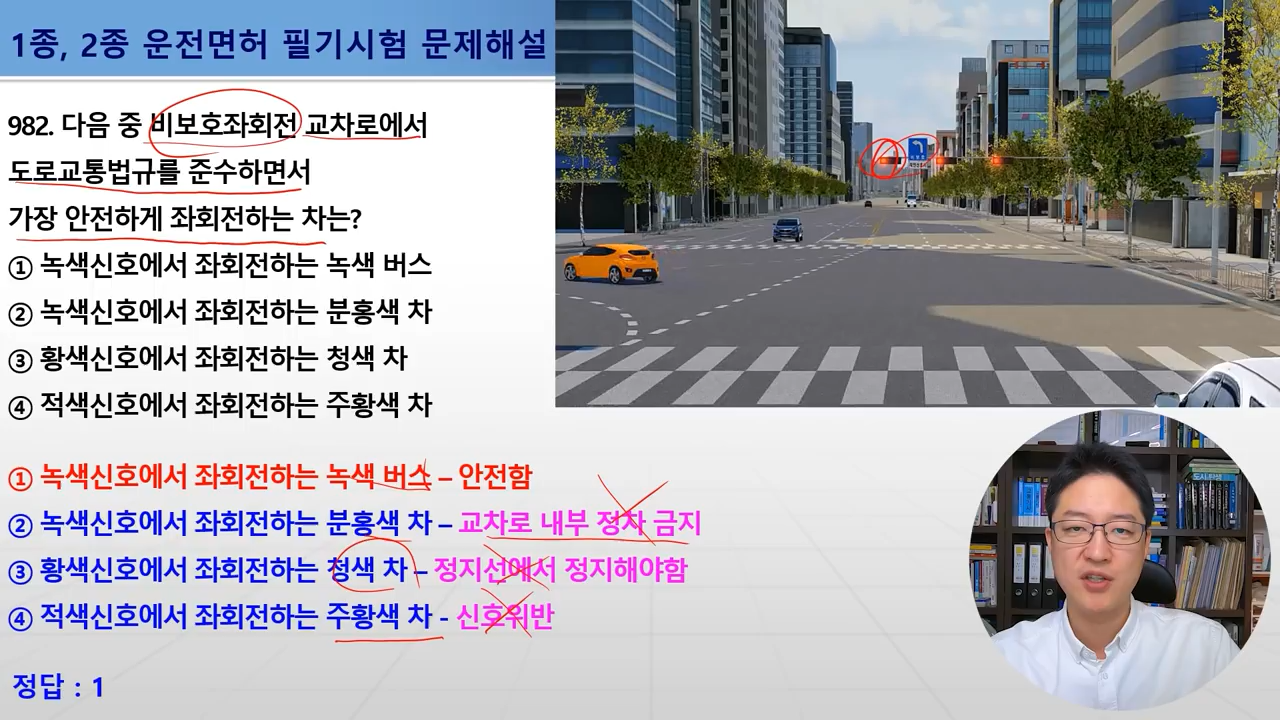 1종, 2종 운전면허 필기시험 문제해설
982. 다음 중 비보호좌회전 교차로에서
도로교통법규를 준수하면서
가장 안전하게 좌회전하는 차는?
① 녹색신호에서 좌회전하는 녹색 버스
② 녹색신호에서 좌회전하는 분홍색 차
③ 황색신호에서 좌회전하는 청색 차
④ 적색신호에서 좌회전하는 주황색 차
① 녹색신호에서 좌회전하는 녹색 버스 – 안전함
② 녹색신호에서 좌회전하는 분홍색 차 – 교차로 내부 정차 금지
③ 황색신호에서 좌회전하는 청색 차 – 정지선에서 정지해야함
④ 적색신호에서 좌회전하는 주황색 차 - 신호위반
정답 : 1